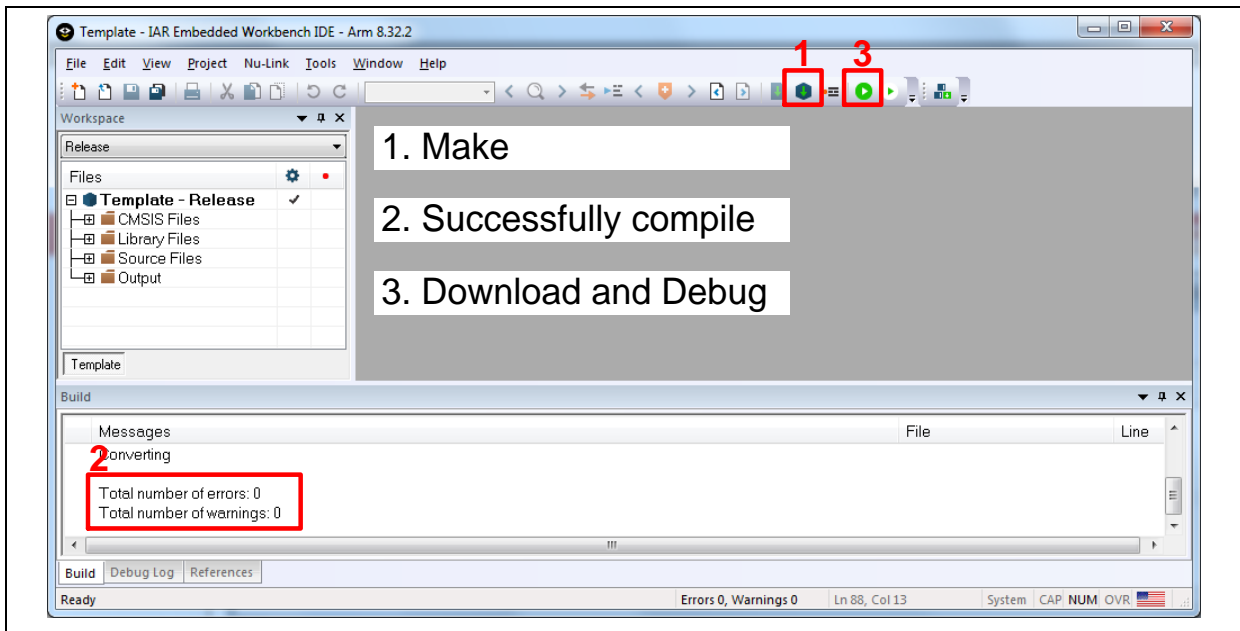 Template - IAR Embedded Workbench IDE - Arm 8.32.2
File Edit View Project Nu-Link Tools Window Help
1 3
Workspace
Release
Files
Template - Release
CMSIS Files
Library Files
Source Files
Output
Template
1. Make
2. Successfully compile
3. Download and Debug
Build
Messages File Line
2
Converting
Total number of errors: 0
Total number of warnings: 0
Build Debug Log References
Ready Errors 0, Warnings 0 Ln 88, Col 13 System CAP NUM OVR